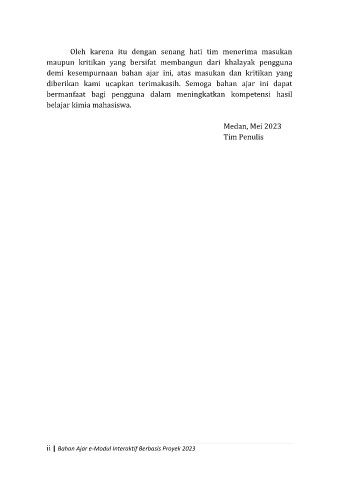 Oleh karena itu dengan senang hati tim menerima masukan
maupun kritikan yang bersifat membangun dari khalayak pengguna
demi kesempurnaan bahan ajar ini, atas masukan dan kritikan yang
diberikan kami ucapkan terimakasih. Semoga bahan ajar ini dapat
bermanfaat bagi pengguna dalam meningkatkan kompetensi hasil
belajar kimia mahasiswa.
Medan, Mei 2023
Tim Penulis
ii | Bahan Ajar e-Modul Interaktif Berbasis Proyek 2023